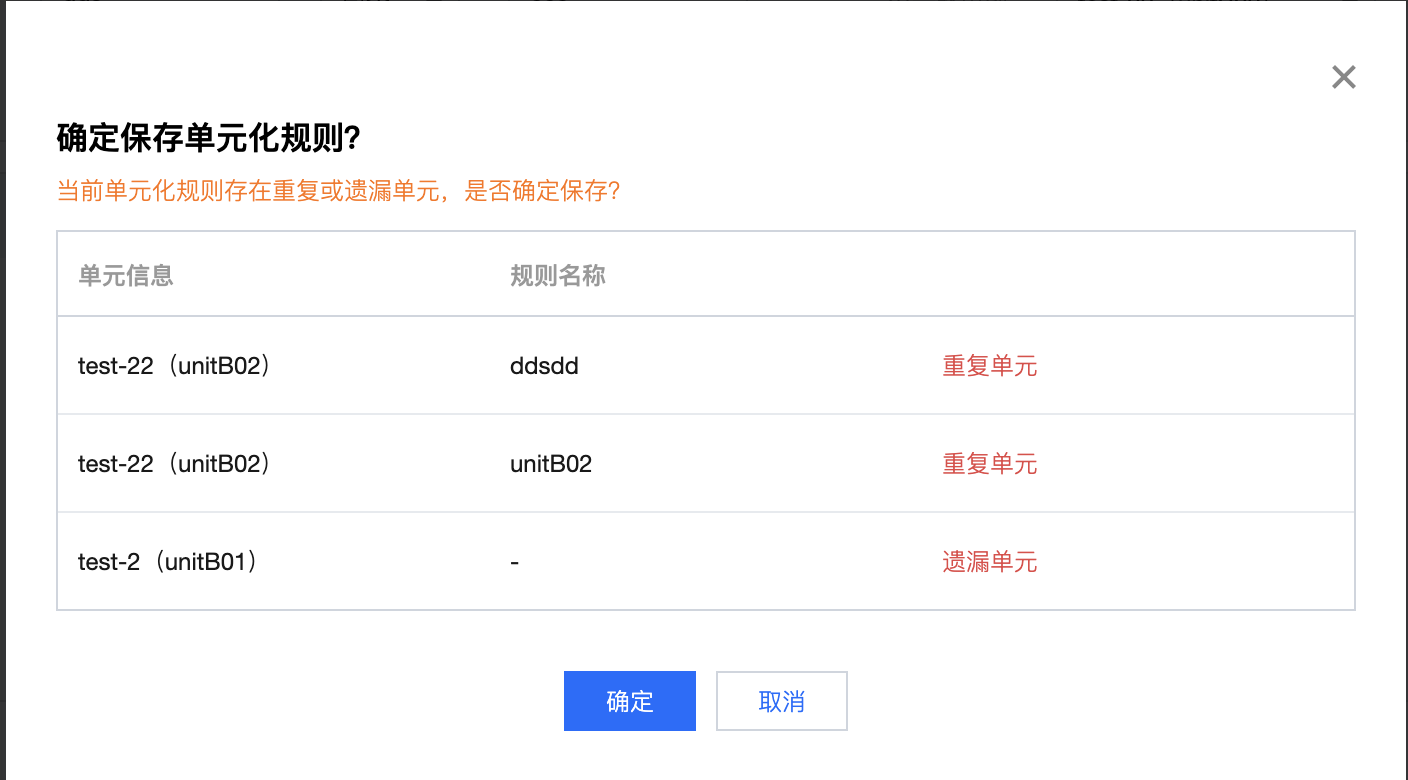 确定保存单元化规则?
当前单元化规则存在重复或遗漏单元，是否确定保存?
单元信息 规则名称
test-22（unitB02） ddsdd 重复单元
test-22（unitB02） unitB02 重复单元
test-2（unitB01） - 遗漏单元
确定 取消